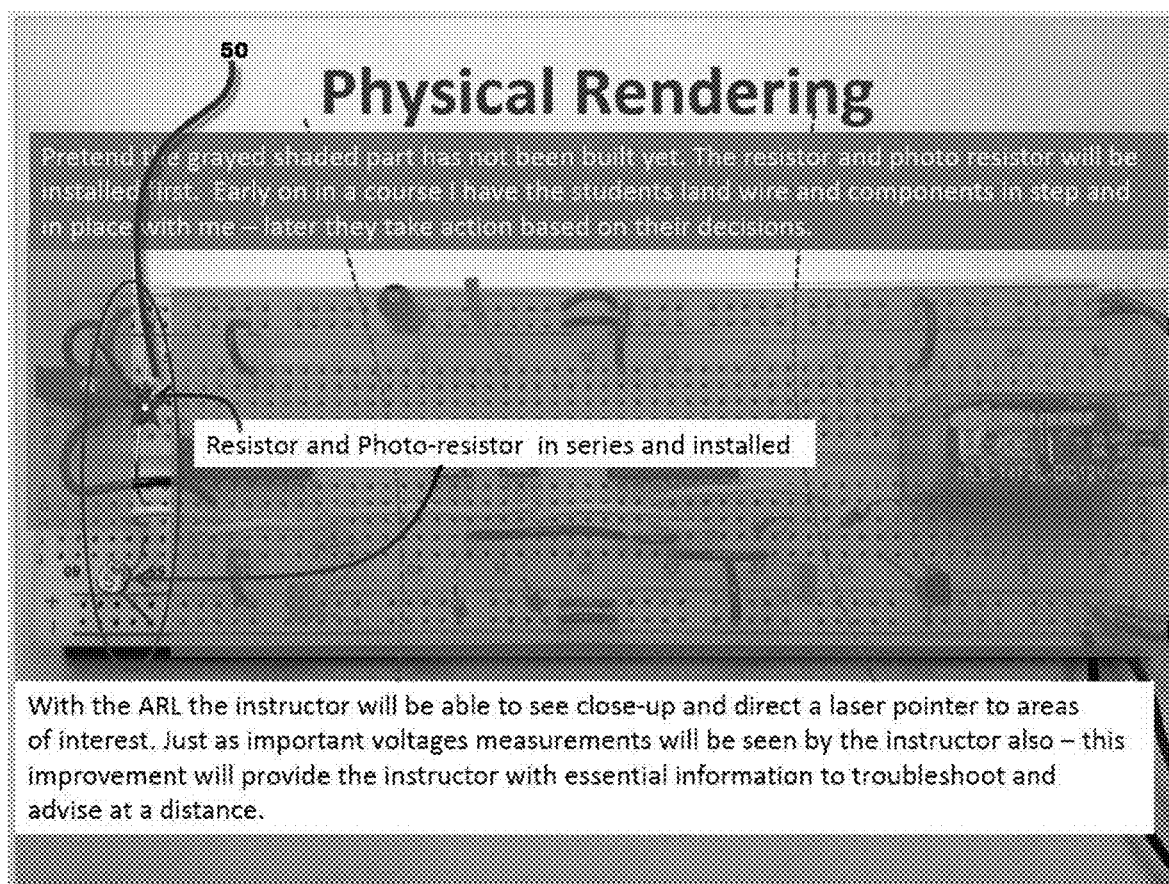 50
Physical Rendering
Pretend the grayed shaded part has not been built yet. The resistor and photo resistor will be
installed first. Early on in a course I have the students land wire and components in step and
in place with me – later they take action based on their decisions.
Resistor and Photo-resistor in series and installed
With the ARL the instructor will be able to see close-up and direct a laser pointer to areas
of interest. Just as important voltages measurements will be seen by the instructor also – this
improvement will provide the instructor with essential information to troubleshoot and
advise at a distance.